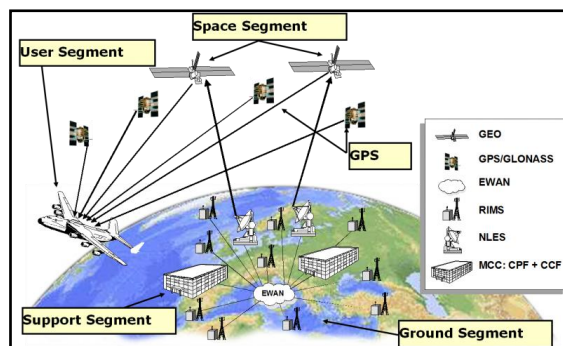 Space Segment
User Segment
GPS
GEO
GPS/GLONASS
EWAN
RIMS
NLES
MCC: CPF + CCF
EWAN
Support Segment
Ground Segment